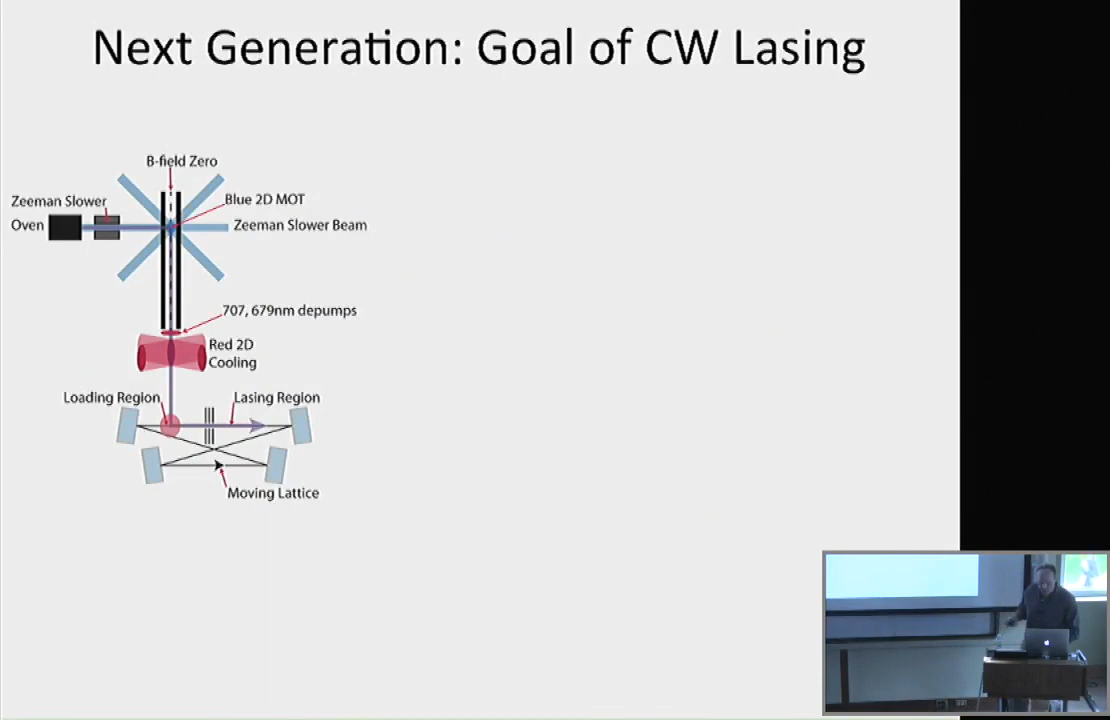 Next Generation: Goal of CW Lasing
B-field Zero
Zeeman Slower
Blue 2D MOT
Oven
Zeeman Slower Beam
707, 679nm depumps
Red 2D
Cooling
Loading Region
Lasing Region
Moving Lattice